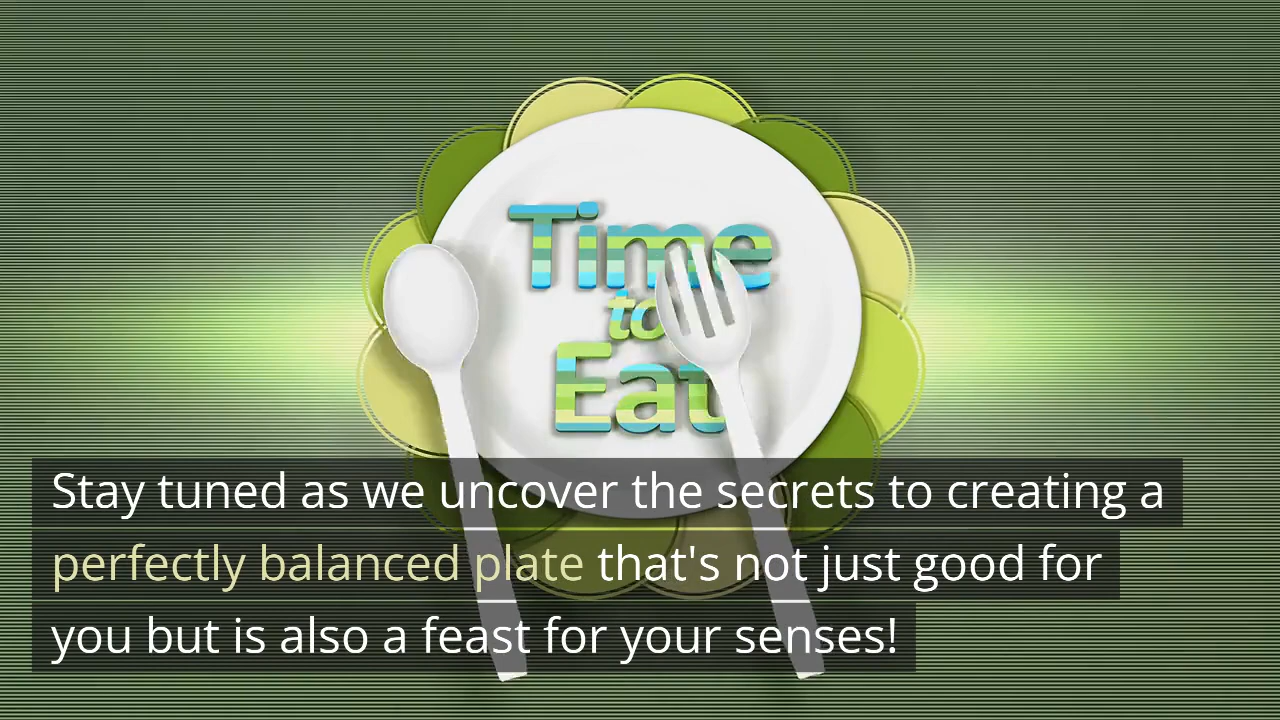 Time
to
Eat
Stay tuned as we uncover the secrets to creating a
perfectly balanced plate that's not just good for
you but is also a feast for your senses!